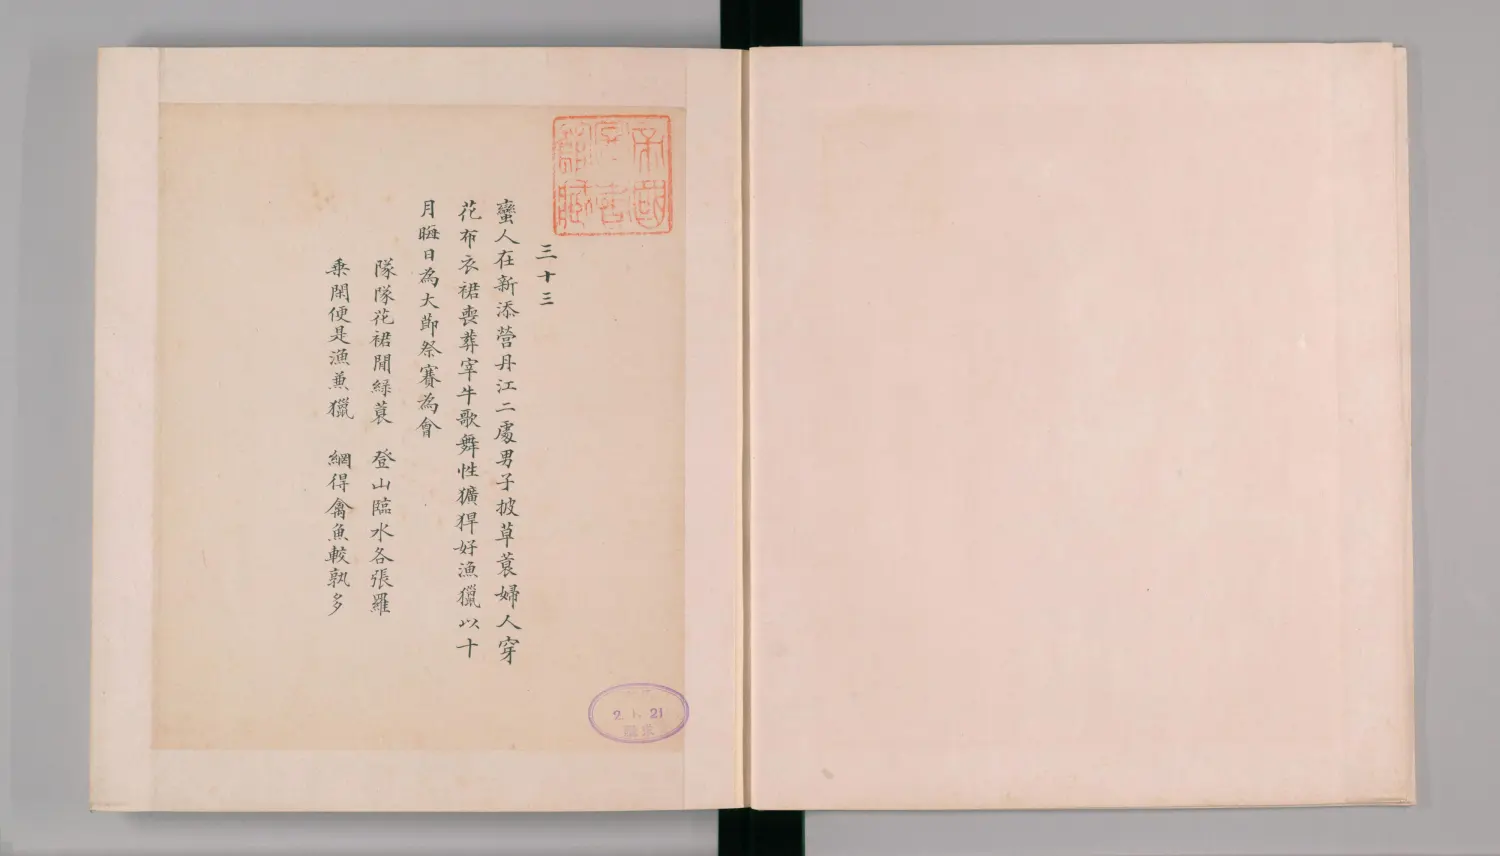 三十三
蠻人在新添營丹江二處男子披草蓑婦人穿
花布衣裙喪葬宰牛歌舞性獷猂好漁獵以十
月晦日為大節祭賽為會
隊隊花裙間綠蓑　登山臨水各張羅
乘閑便是漁兼獵　網得禽魚較孰多
2. 1. 21